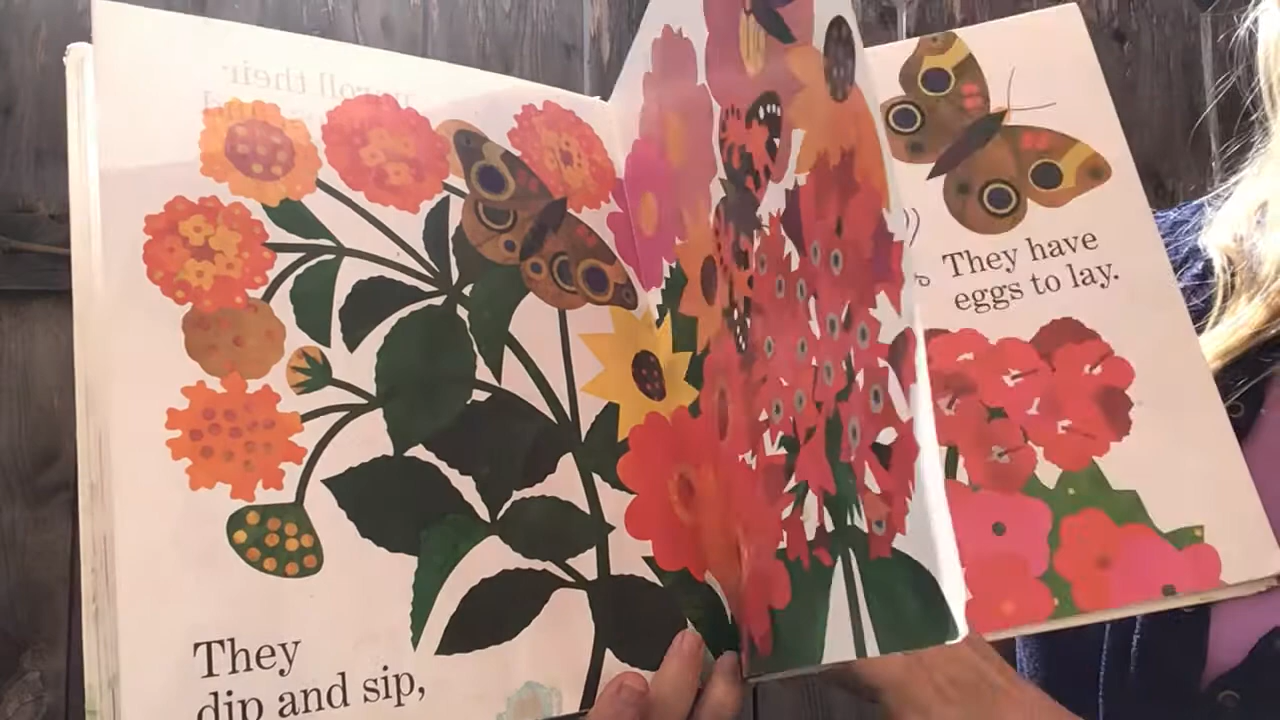 They
dip and sip,
They have
eggs to lay.